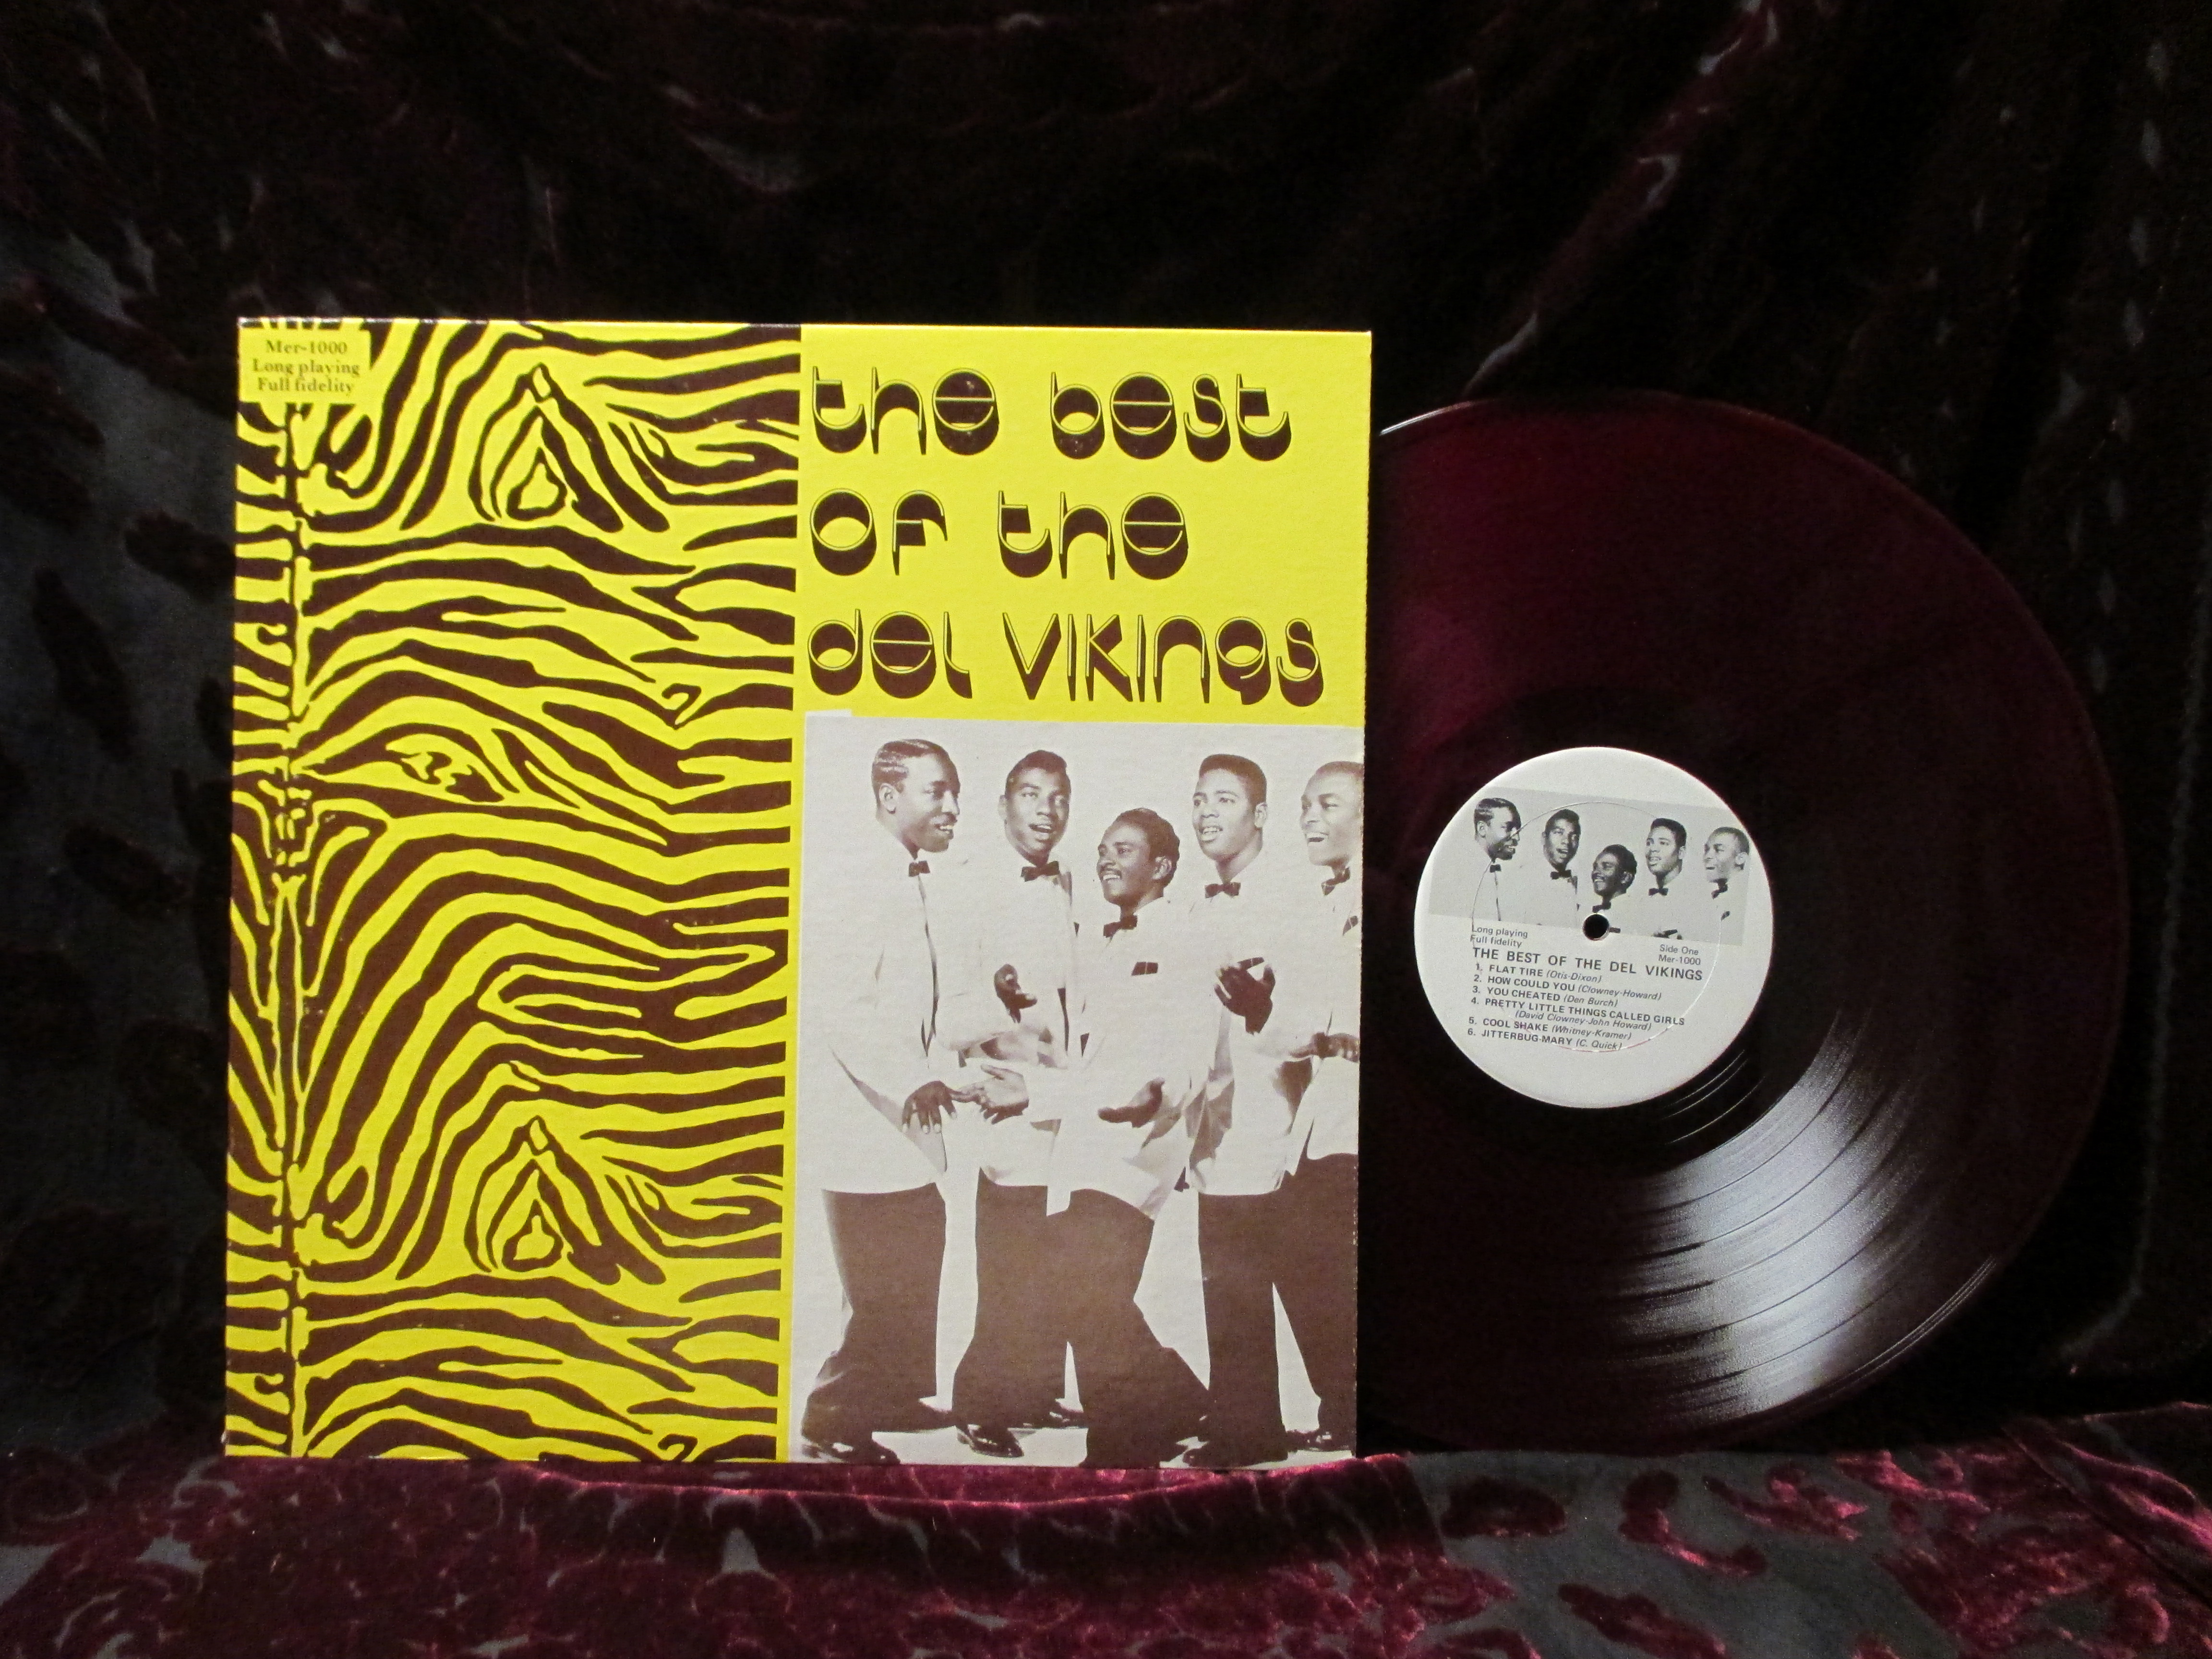 Mer-1000
Long playing
Full fidelity
the best
of the
del vikings
Long playing
Full fidelity
Side One
Mer-1000
THE BEST OF THE DEL VIKINGS
1. FLAT TIRE (Otis-Dixon)
2. HOW COULD YOU (Clowney-Howard)
3. YOU CHEATED (Don Burch)
4. PRETTY LITTLE THINGS CALLED GIRLS
(David Clowney-John Howard)
5. COOL SHAKE (Whitney-Kramer)
6. JITTERBUG-MARY (C. Quick)